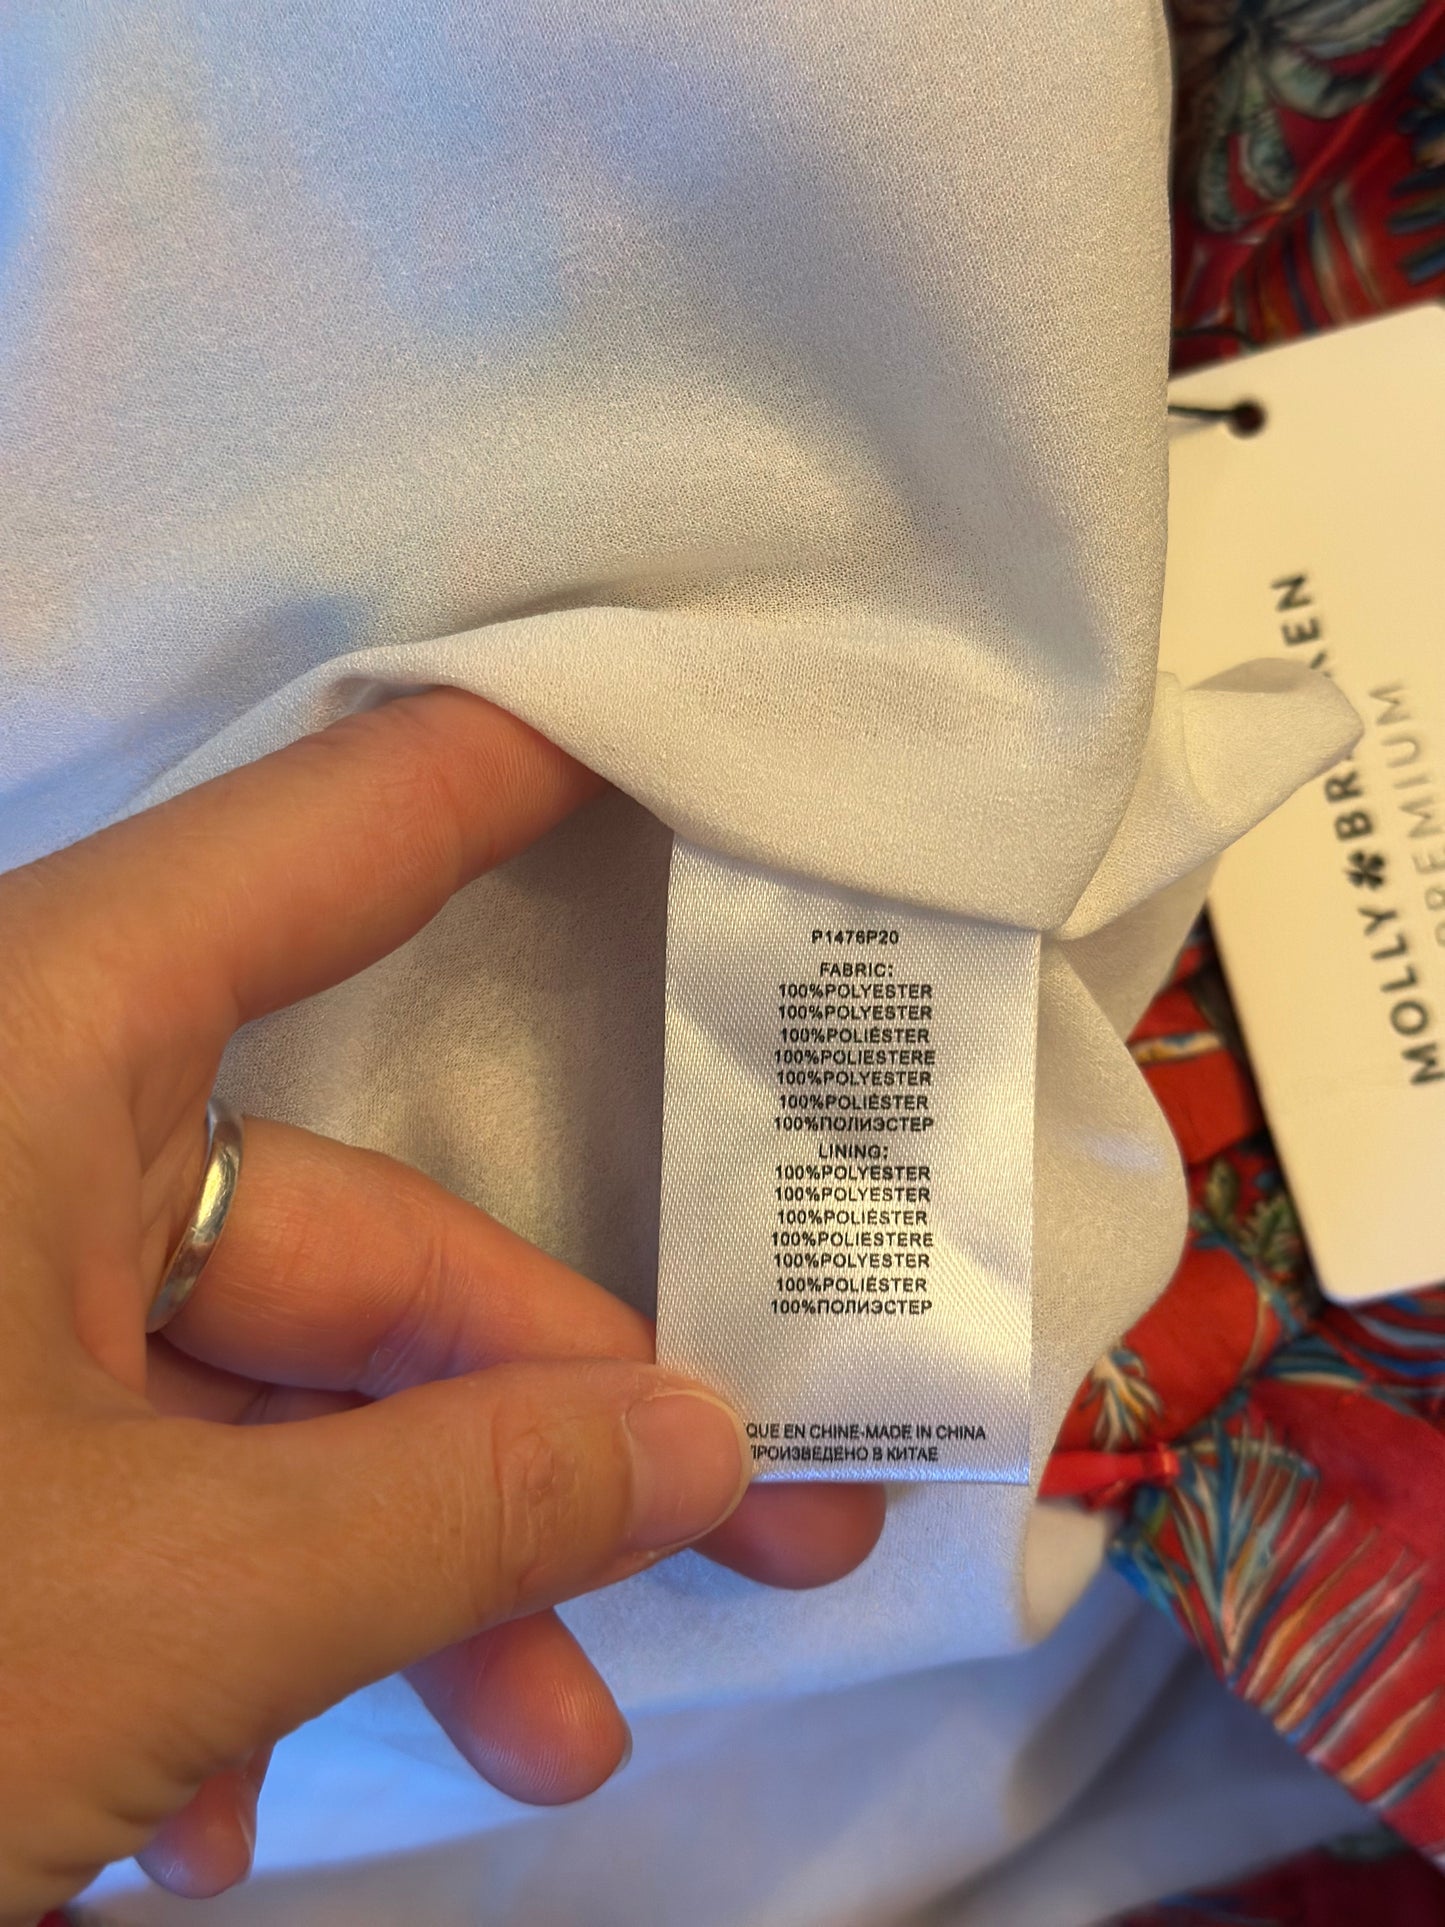 P1476P20
FABRIC:
100%POLYESTER
100%POLYESTER
100%POLIÉSTER
100%POLIESTERE
100%POLYESTER
100%POLIÉSTER
100%ПОЛИЭСТЕР
LINING:
100%POLYESTER
100%POLYESTER
100%POLIÉSTER
100%POLIESTERE
100%POLYESTER
100%POLIÉSTER
100%ПОЛИЭСТЕР
QUE EN CHINE-MADE IN CHINA
ПРОИЗВЕДЕНО В КИТАЕ
MOLLY
PREMIUM